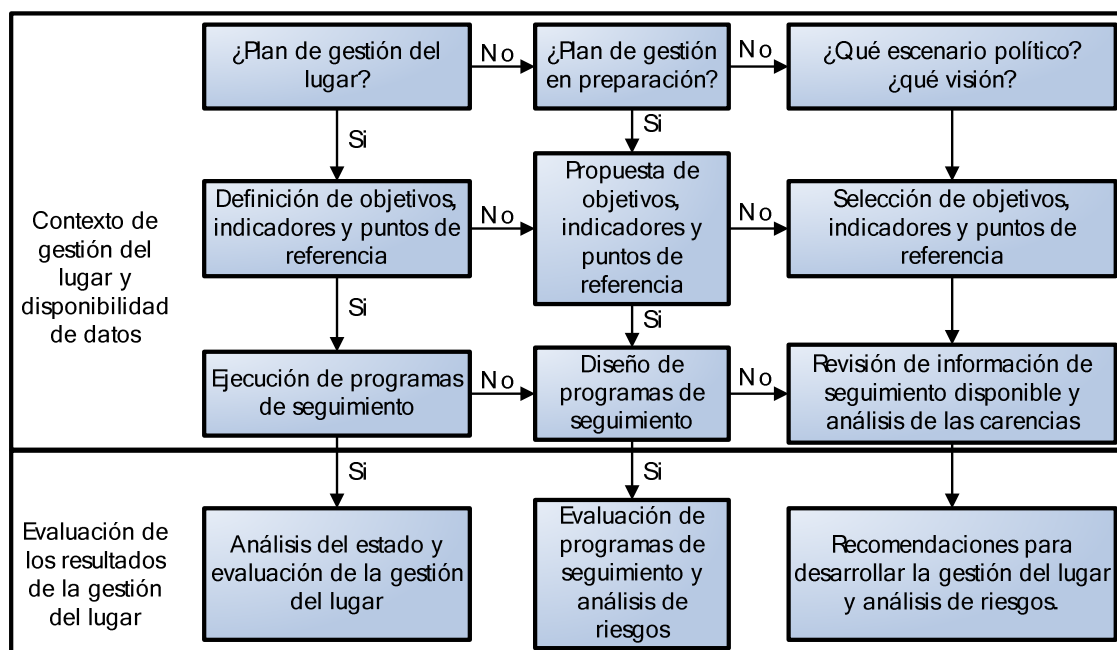 ¿Plan de gestión del
lugar?
No
¿Plan de gestión
en preparación?
No
¿Qué escenario político?
¿qué visión?
Si
Si
Contexto de
gestión del
lugar y
disponibilidad
de datos
Definición de objetivos,
indicadores y puntos de
referencia
No
Propuesta de
objetivos,
indicadores y
puntos de
referencia
No
Selección de objetivos,
indicadores y puntos de
referencia
Si
Si
Ejecución de programas
de seguimiento
No
Diseño de
programas de
seguimiento
No
Revisión de información de
seguimiento disponible y
análisis de las carencias
Si
Si
Evaluación de
los resultados
de la gestión
del lugar
Análisis del estado y
evaluación de la gestión
del lugar
Evaluación de
programas de
seguimiento y
análisis de
riesgos
Recomendaciones para
desarrollar la gestión del lugar
y análisis de riesgos.